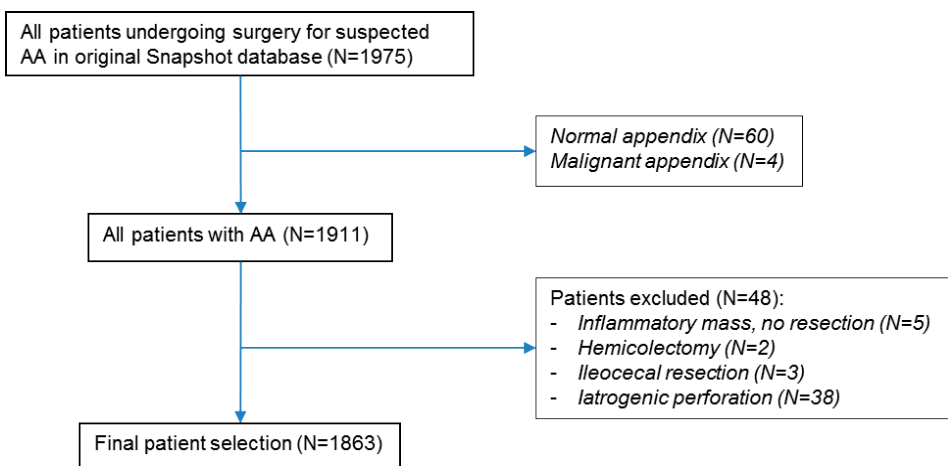 All patients undergoing surgery for suspected
AA in original Snapshot database (N=1975)
Normal appendix (N=60)
Malignant appendix (N=4)
All patients with AA (N=1911)
Patients excluded (N=48):
- Inflammatory mass, no resection (N=5)
- Hemicolectomy (N=2)
- Ileocecal resection (N=3)
- Iatrogenic perforation (N=38)
Final patient selection (N=1863)